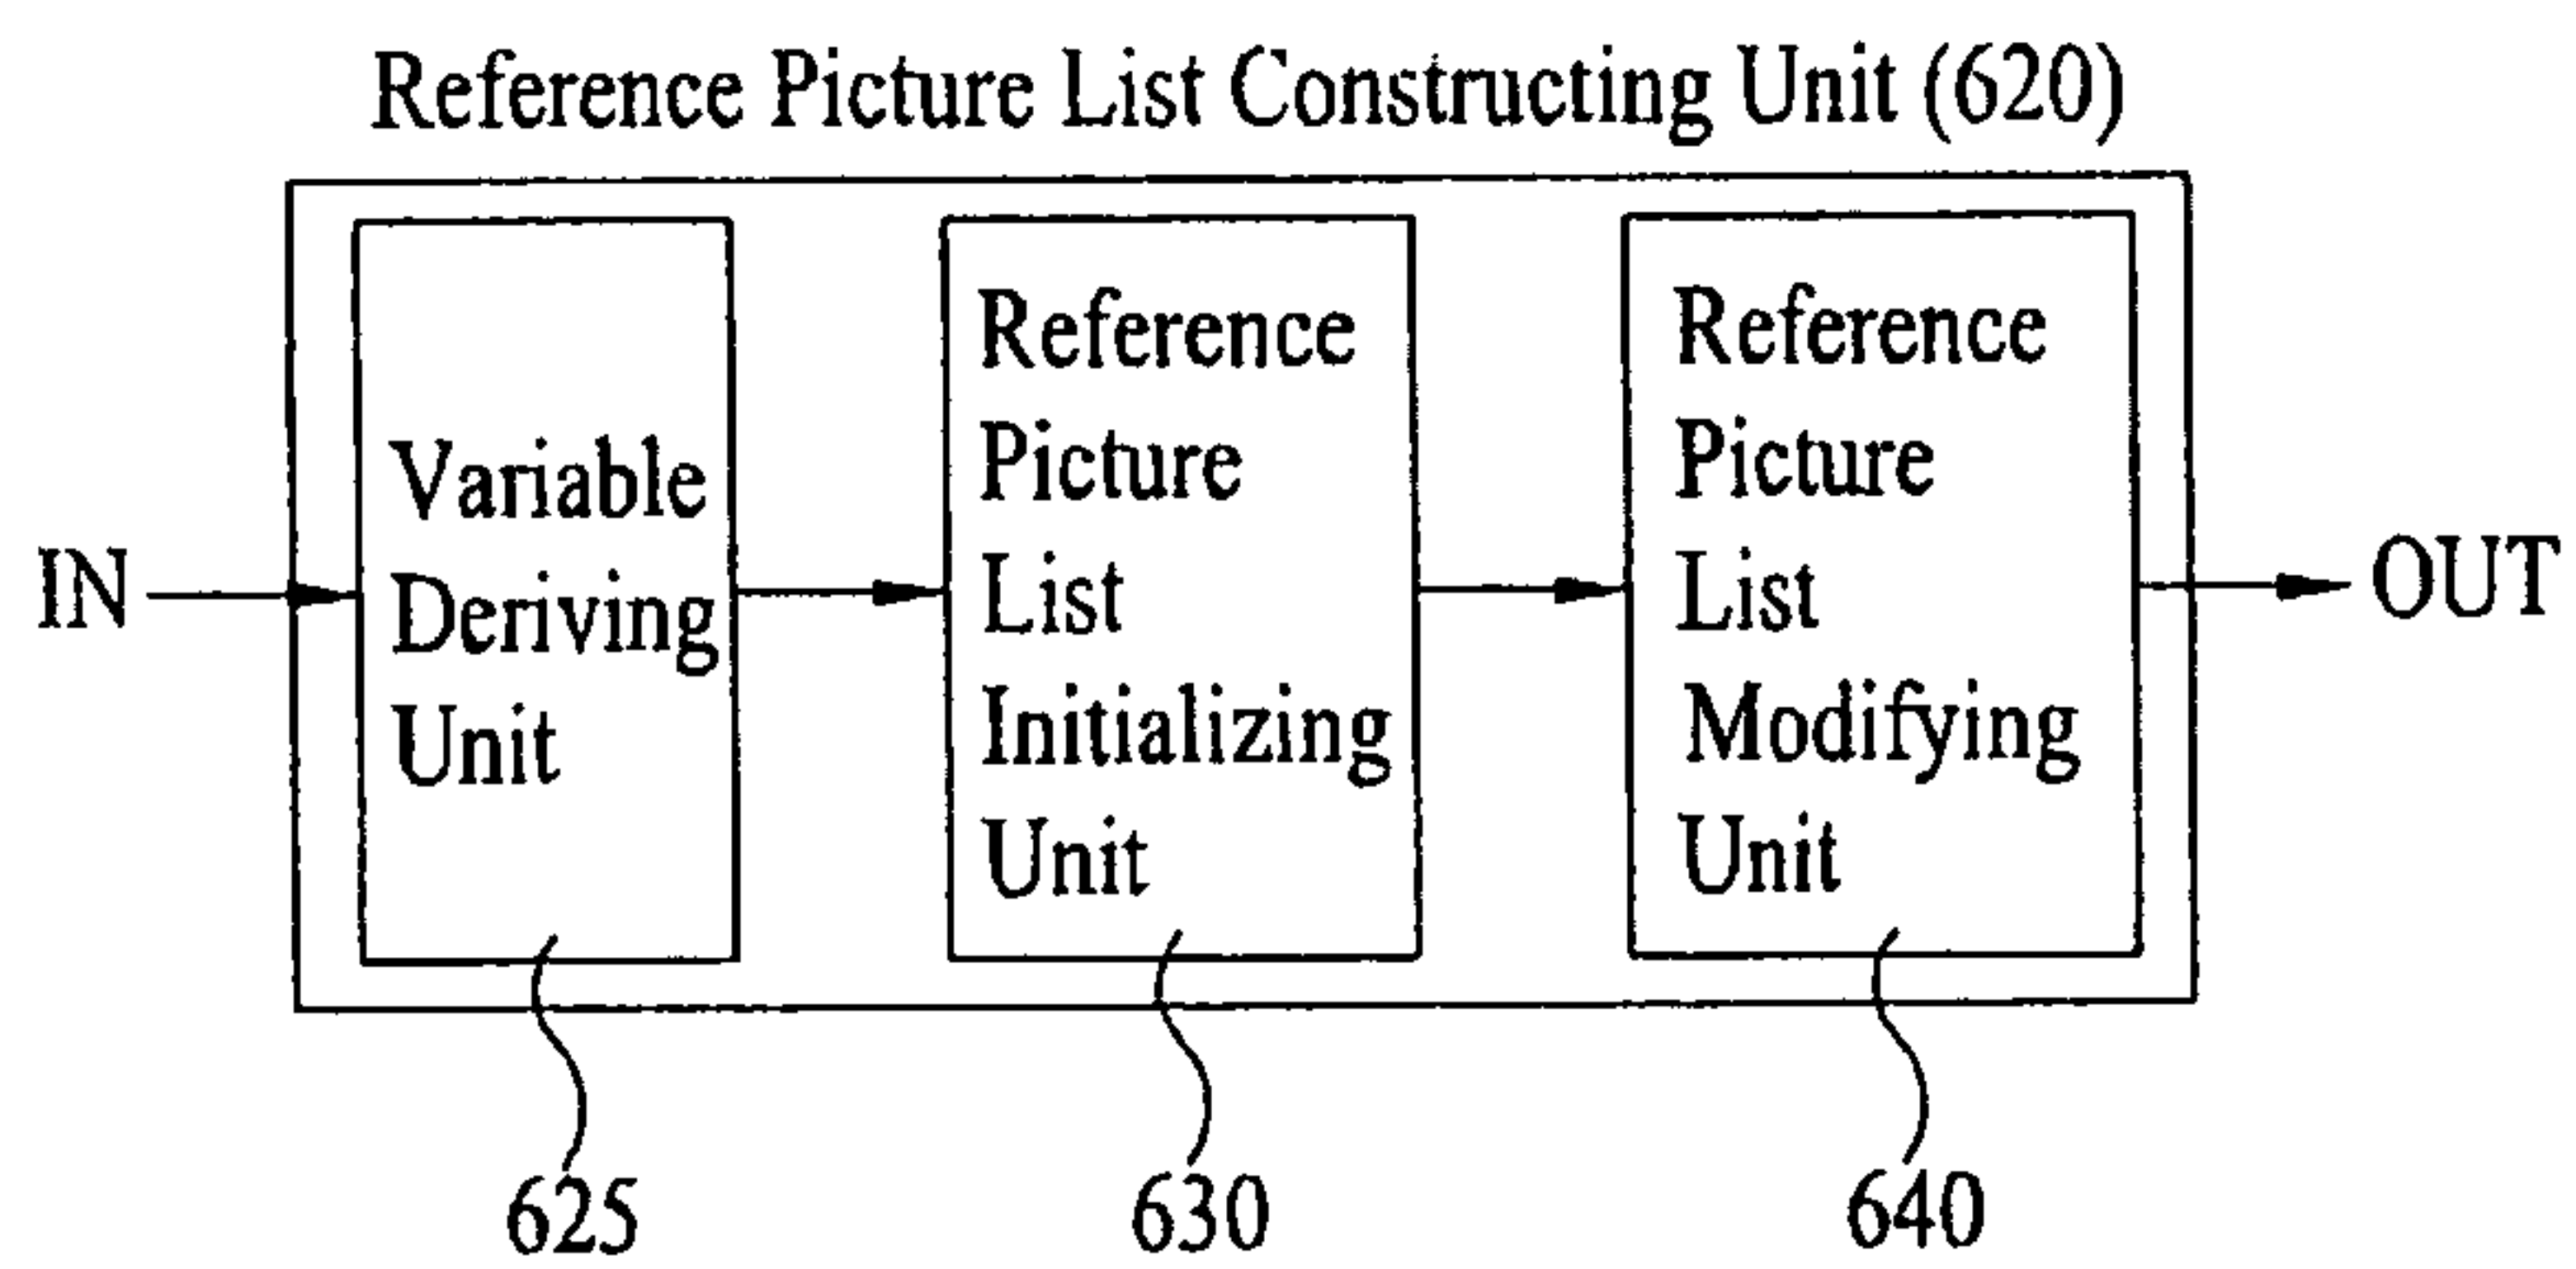 Reference Picture List Constructing Unit (620)
IN
Variable
Deriving
Unit
Reference
Picture
List
Initializing
Unit
Reference
Picture
List
Modifying
Unit
OUT
625
630
640